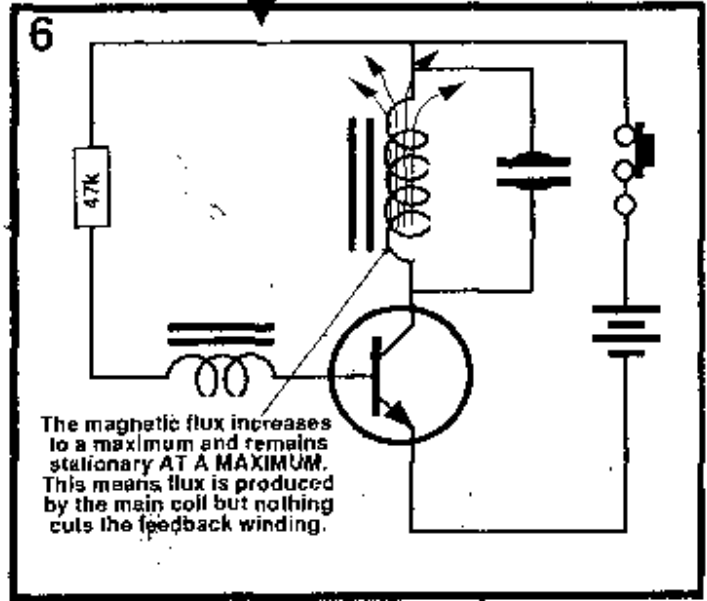 6
47k
The magnetic flux increases
to a maximum and remains
stationary AT A MAXIMUM.
This means flux is produced
by the main coil but nothing
cuts the feedback winding.